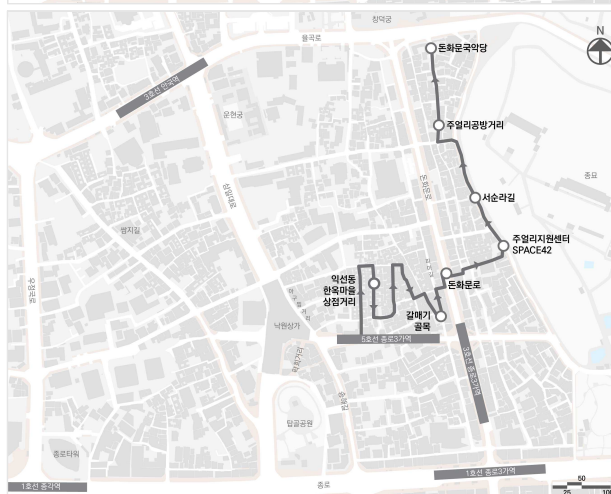 창덕궁
율곡로
N
돈화문국악당
3호선 안국역
운현궁
주얼리공방거리
종묘
돈화문로
삼일대로
서순라길
쌈지길
주얼리지원센터
SPACE42
우정국로
익선동
한옥마을
상점거리
돈화문로
낙원상가
갈매기
골목
5호선 종로3가역
3호선 종로3가역
탑골공원
종로타워
1호선 종로3가역
1호선 종각역
종로
50
25
100